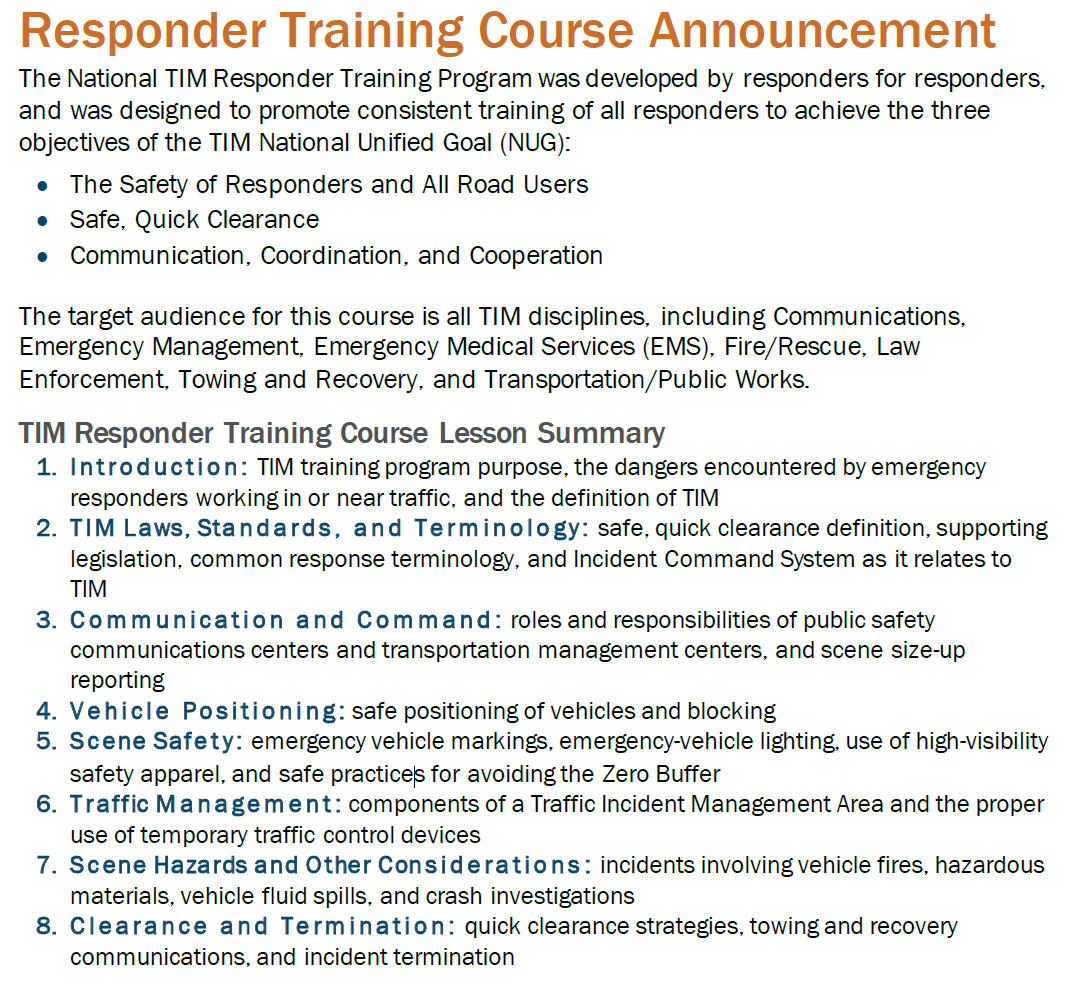 Responder Training Course Announcement
The National TIM Responder Training Program was developed by responders for responders,
and was designed to promote consistent training of all responders to achieve the three
objectives of the TIM National Unified Goal (NUG):
• The Safety of Responders and All Road Users
• Safe, Quick Clearance
• Communication, Coordination, and Cooperation
The target audience for this course is all TIM disciplines, including Communications,
Emergency Management, Emergency Medical Services (EMS), Fire/Rescue, Law
Enforcement, Towing and Recovery, and Transportation/Public Works.
TIM Responder Training Course Lesson Summary
1. Introduction: TIM training program purpose, the dangers encountered by emergency
responders working in or near traffic, and the definition of TIM
2. TIM Laws, Standards, and Terminology: safe, quick clearance definition, supporting
legislation, common response terminology, and Incident Command System as it relates to
TIM
3. Communication and Command: roles and responsibilities of public safety
communications centers and transportation management centers, and scene size-up
reporting
4. Vehicle Positioning: safe positioning of vehicles and blocking
5. Scene Safety: emergency vehicle markings, emergency-vehicle lighting, use of high-visibility
safety apparel, and safe practices for avoiding the Zero Buffer
6. Traffic Management: components of a Traffic Incident Management Area and the proper
use of temporary traffic control devices
7. Scene Hazards and Other Considerations: incidents involving vehicle fires, hazardous
materials, vehicle fluid spills, and crash investigations
8. Clearance and Termination: quick clearance strategies, towing and recovery
communications, and incident termination